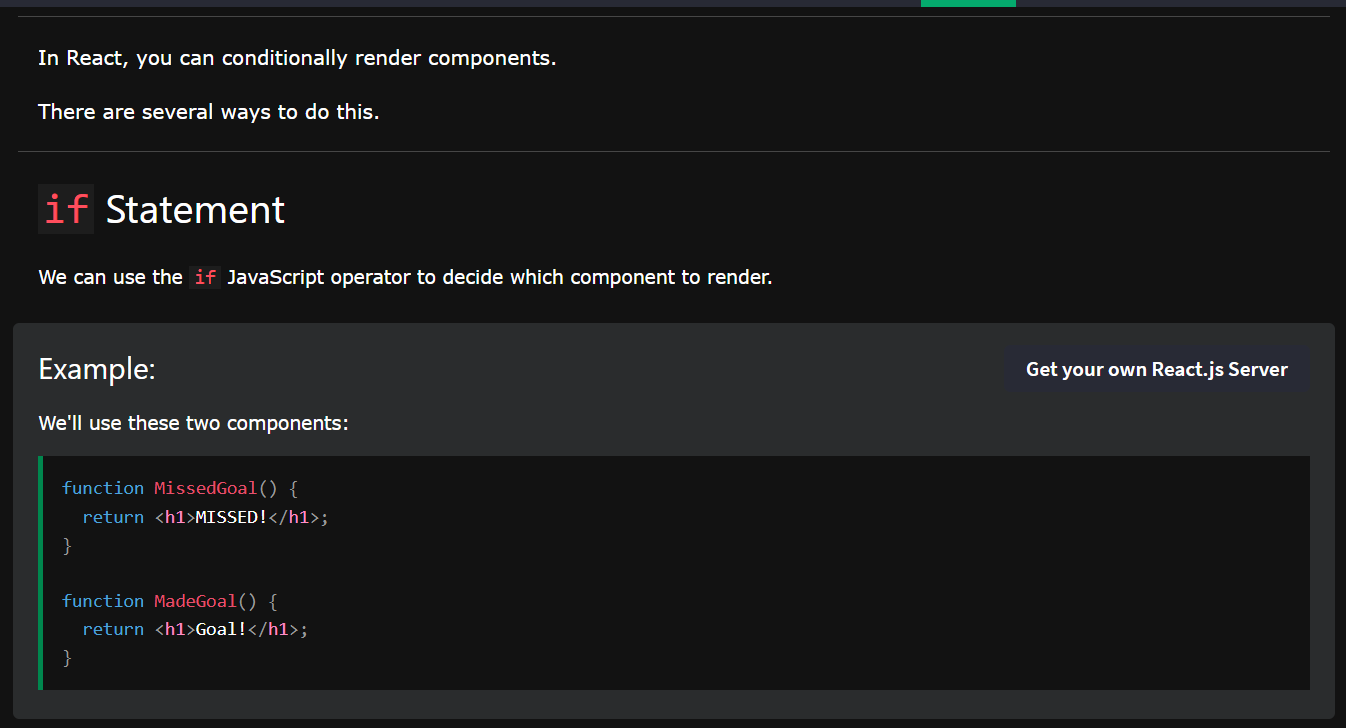 In React, you can conditionally render components.
There are several ways to do this.
if Statement
We can use the if JavaScript operator to decide which component to render.
Example:
Get your own React.js Server
We'll use these two components:
function MissedGoal() {
  return <h1>MISSED!</h1>;
}
function MadeGoal() {
  return <h1>Goal!</h1>;
}